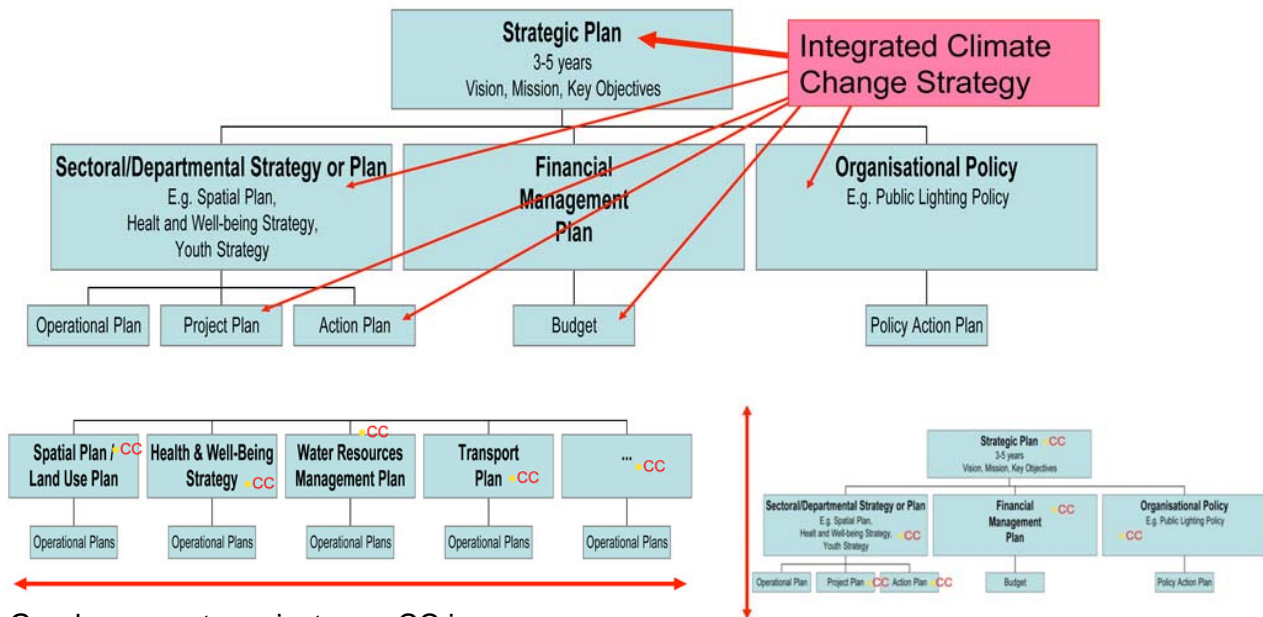 Strategic Plan
3-5 years
Vision, Mission, Key Objectives
Integrated Climate
Change Strategy
Sectoral/Departmental Strategy or Plan
E.g. Spatial Plan,
Healt and Well-being Strategy,
Youth Strategy
Financial
Management
Plan
Organisational Policy
E.g. Public Lighting Policy
Operational Plan
Project Plan
Action Plan
Budget
Policy Action Plan
Spatial Plan /
Land Use Plan
CC
Health & Well-Being
Strategy
CC
CC
Water Resources
Management Plan
Transport
Plan
CC
...
CC
Operational Plans
Operational Plans
Operational Plans
Operational Plans
Operational Plans
Strategic Plan
CC
3-5 years
Vision, Mission, Key Objectives
Sectoral/Departmental Strategy or Plan
E.g. Spatial Plan,
Healt and Well-being Strategy,
Youth Strategy
CC
Financial
Management
Plan
CC
Organisational Policy
E.g. Public Lighting Policy
CC
Operational Plan
Project Plan
CC
Action Plan
CC
Budget
Policy Action Plan